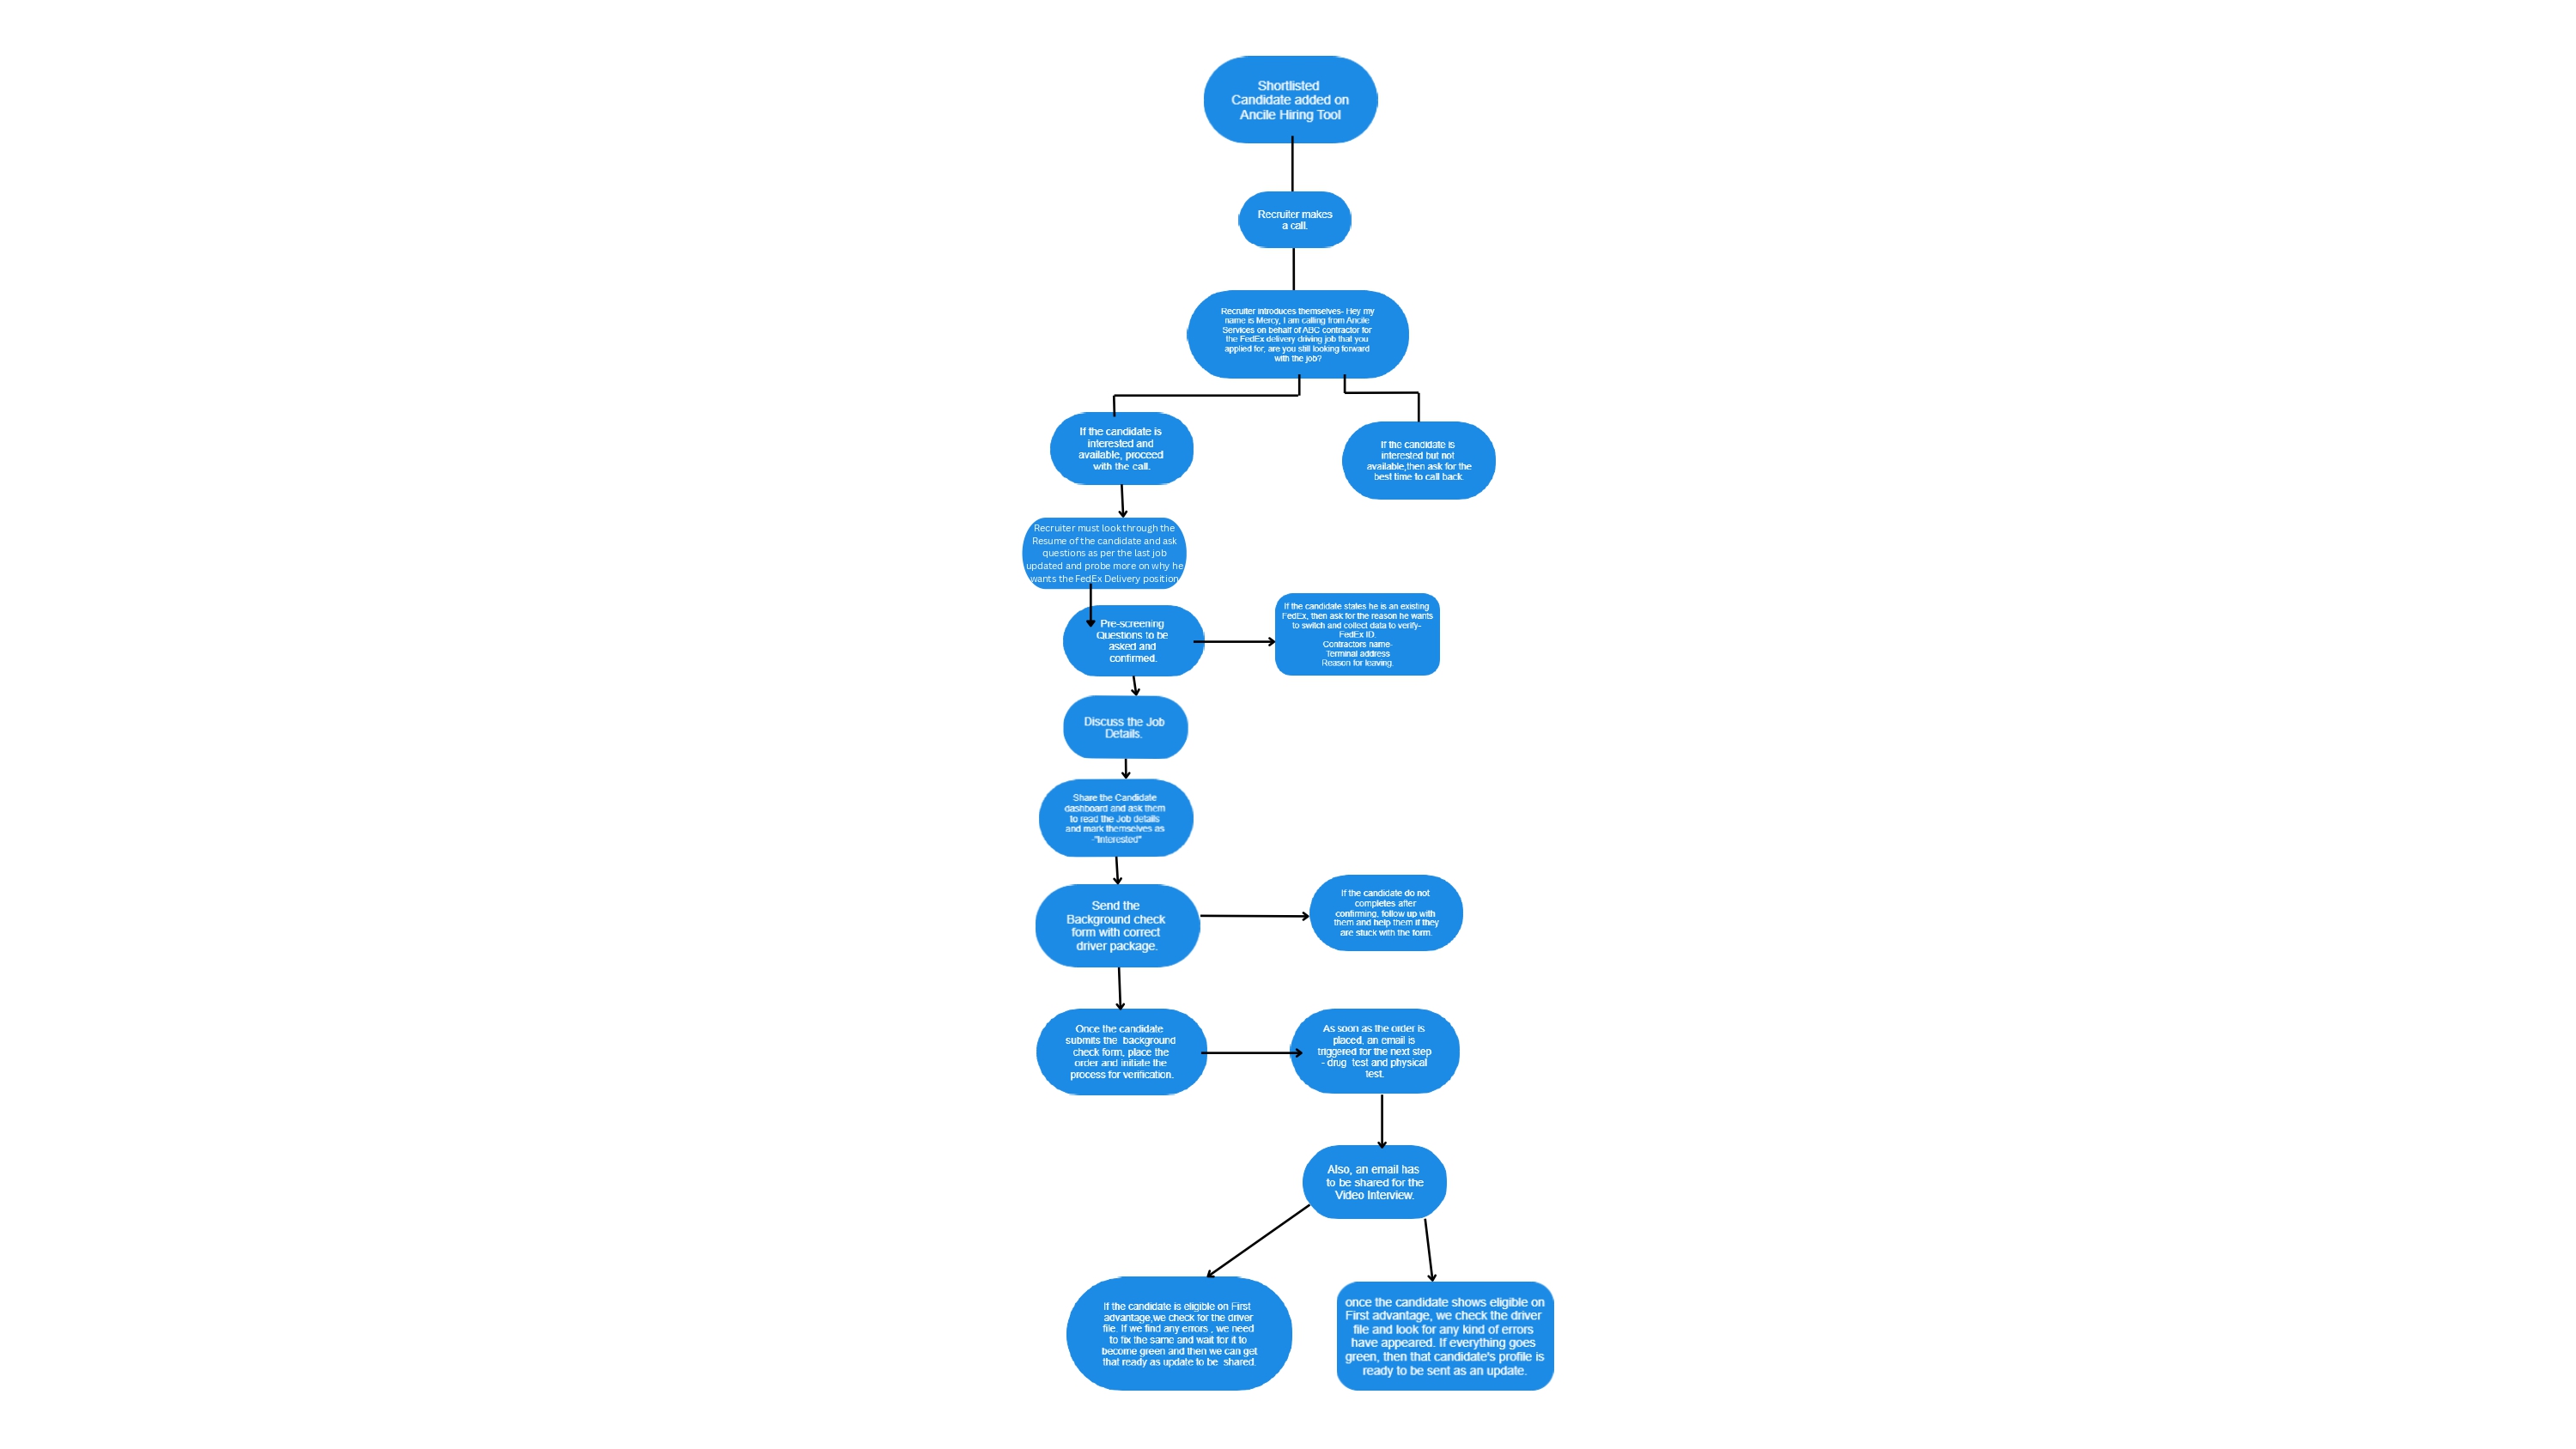 Shortlisted
Candidate added on
Ancile Hiring Tool
Recruiter makes
a call.
Recruiter introduces themselves- Hey my
name is Mercy, I am calling from Ancile
Services on behalf of ABC contractor for
the FedEx delivery driving job that you
applied for, are you still looking forward
with the job?
If the candidate is
interested and
available, proceed
with the call.
If the candidate is
interested but not
available,then ask for the
best time to call back.
Recruiter must look through the
Resume of the candidate and ask
questions as per the last job
updated and probe more on why he
wants the FedEx Delivery position
Pre-screening
Questions to be
asked and
confirmed.
If the candidate states he is an existing
FedEx, then ask for the reason he wants
to switch and collect data to verify-
FedEx ID
Contractors name-
Terminal address
Reason for leaving.
Discuss the Job
Details.
Share the Candidate
dashboard and ask them
to read the Job details
and mark themselves as
-"Interested"
Send the
Background check
form with correct
driver package.
If the candidate do not
completes after
confirming, follow up with
them and help them if they
are stuck with the form.
Once the candidate
submits the background
check form, place the
order and initiate the
process for verification.
As soon as the order is
placed, an email is
triggered for the next step
- drug test and physical
test.
Also, an email has
to be shared for the
Video Interview.
If the candidate is eligible on First
advantage,we check for the driver
file. If we find any errors , we need
to fix the same and wait for it to
become green and then we can get
that ready as update to be shared.
once the candidate shows eligible on
First advantage, we check the driver
file and look for any kind of errors
have appeared. If everything goes
green, then that candidate's profile is
ready to be sent as an update.